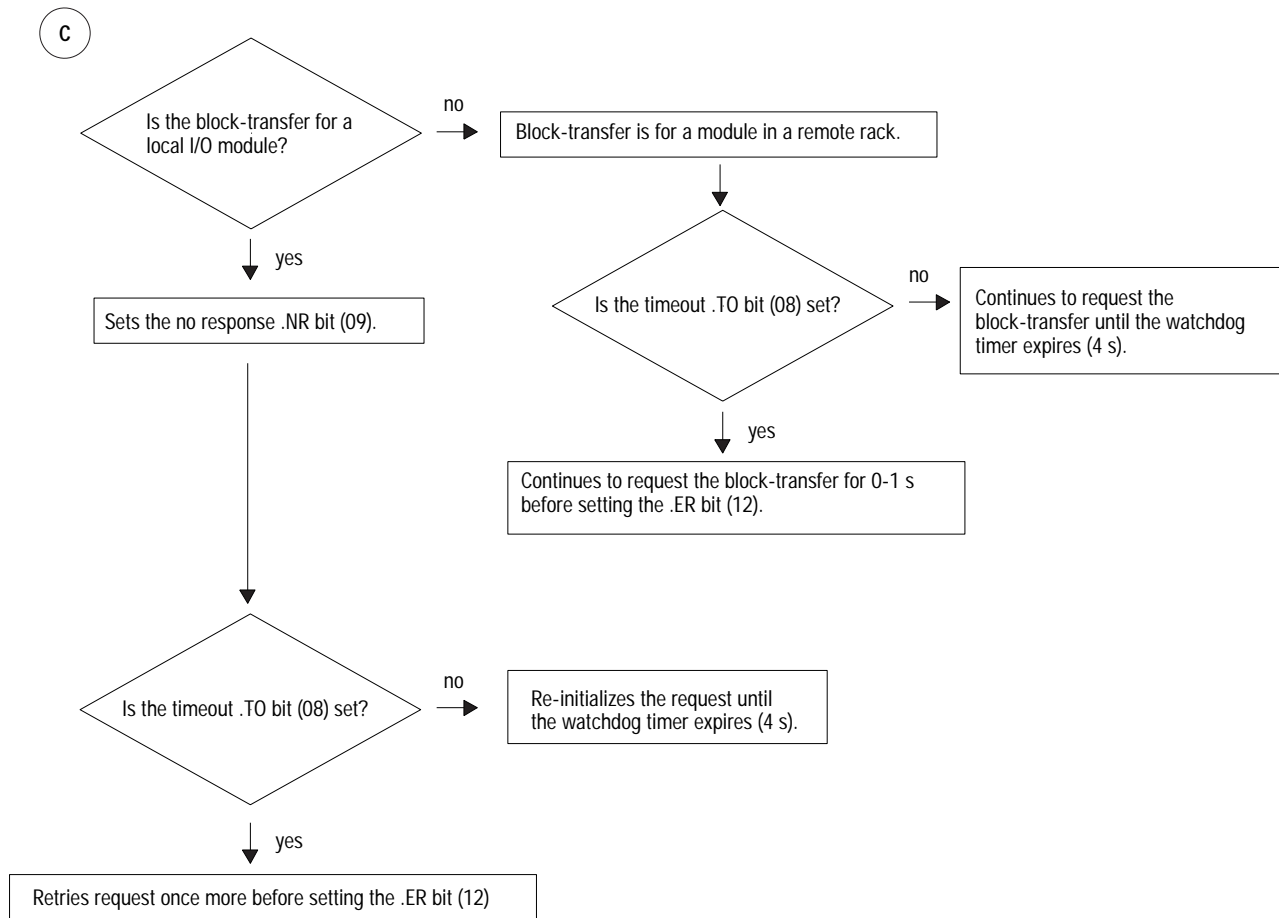 C
Is the block-transfer for a
local I/O module?
no
Block-transfer is for a module in a remote rack.
yes
Sets the no response .NR bit (09).
Is the timeout .TO bit (08) set?
no
Continues to request the
block-transfer until the watchdog
timer expires (4 s).
yes
Continues to request the block-transfer for 0-1 s
before setting the .ER bit (12).
Is the timeout .TO bit (08) set?
no
Re-initializes the request until
the watchdog timer expires (4 s).
yes
Retries request once more before setting the .ER bit (12)